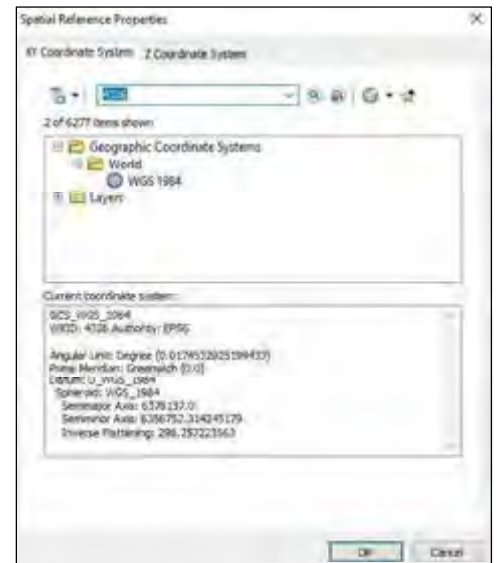 Spatial Reference Properties
XY Coordinate System Z Coordinate System
4326
2 of 6277 items shown
Geographic Coordinate Systems
World
WGS 1984
Layers
Current coordinate system:
GCS_WGS_1984
WKID: 4326 Authority: EPSG
Angular Unit: Degree (0.0174532925199433)
Prime Meridian: Greenwich (0.0)
Datum: D_WGS_1984
Spheroid: WGS_1984
Semimajor Axis: 6378137.0
Semiminor Axis: 6356752.314245179
Inverse Flattening: 298.257223563
OK Cancel